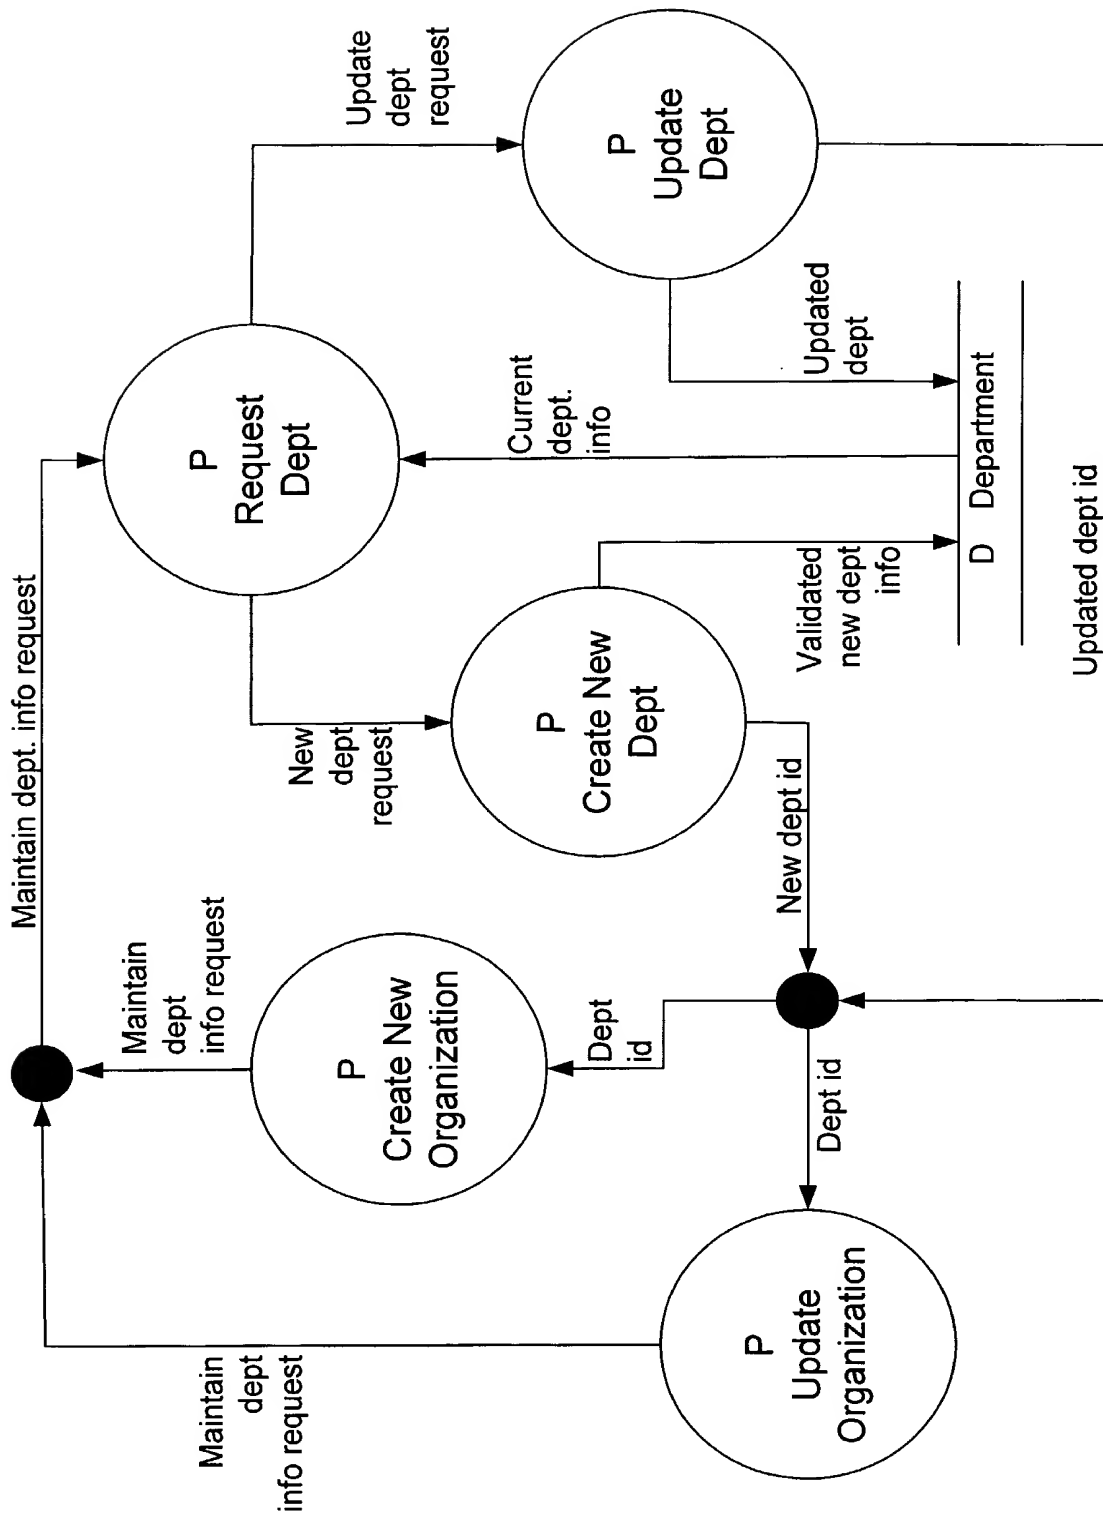 Maintain dept. info request
Maintain
dept
info request
Maintain
dept
info request
P
Request
Dept
Update
dept
request
New
dept
request
P
Create New
Organization
P
Create New
Dept
Current
dept.
info
P
Update
Dept
Dept
id
P
Update
Organization
Dept id
New dept id
Validated
new dept
info
Updated
dept
D Department
Updated dept id